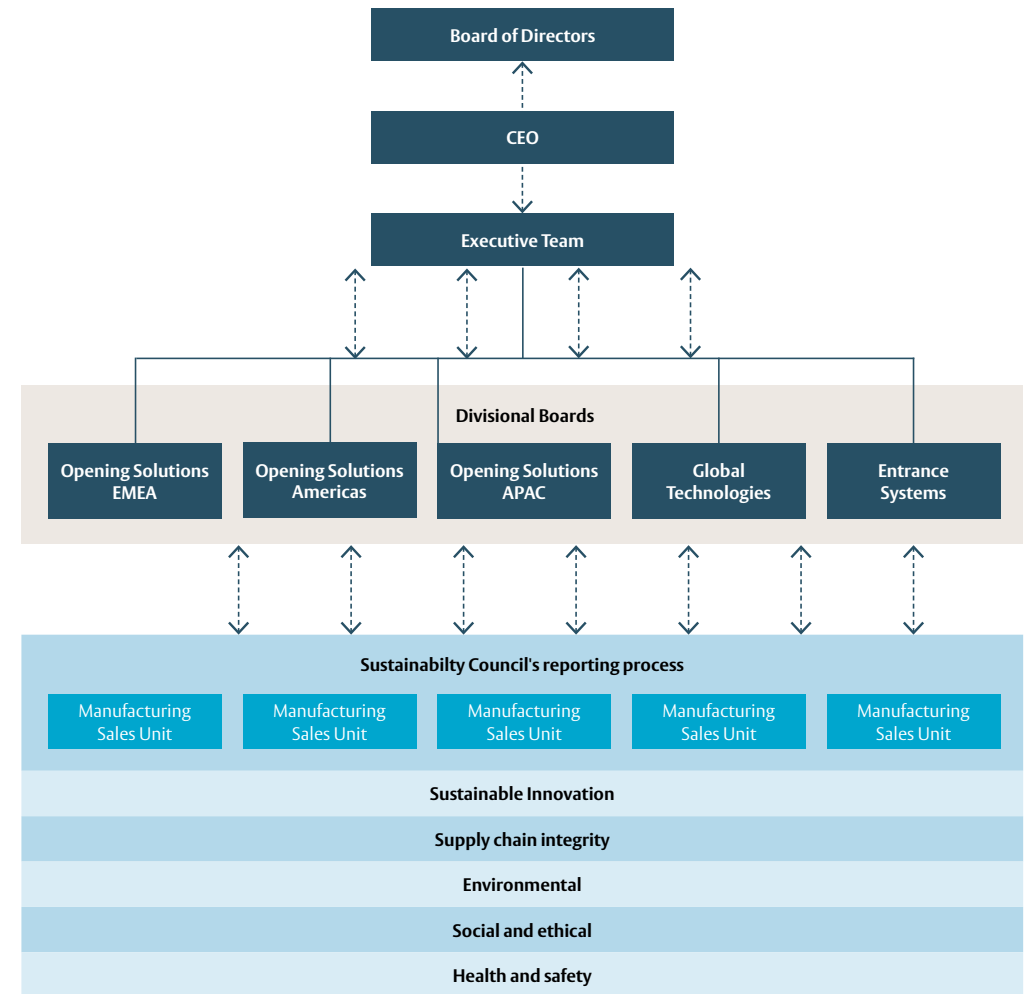 Board of Directors
CEO
Executive Team
Divisional Boards
Opening Solutions
EMEA
Opening Solutions
Americas
Opening Solutions
APAC
Global
Technologies
Entrance
Systems
Sustainabilty Council's reporting process
Manufacturing
Sales Unit
Manufacturing
Sales Unit
Manufacturing
Sales Unit
Manufacturing
Sales Unit
Manufacturing
Sales Unit
Sustainable Innovation
Supply chain integrity
Environmental
Social and ethical
Health and safety